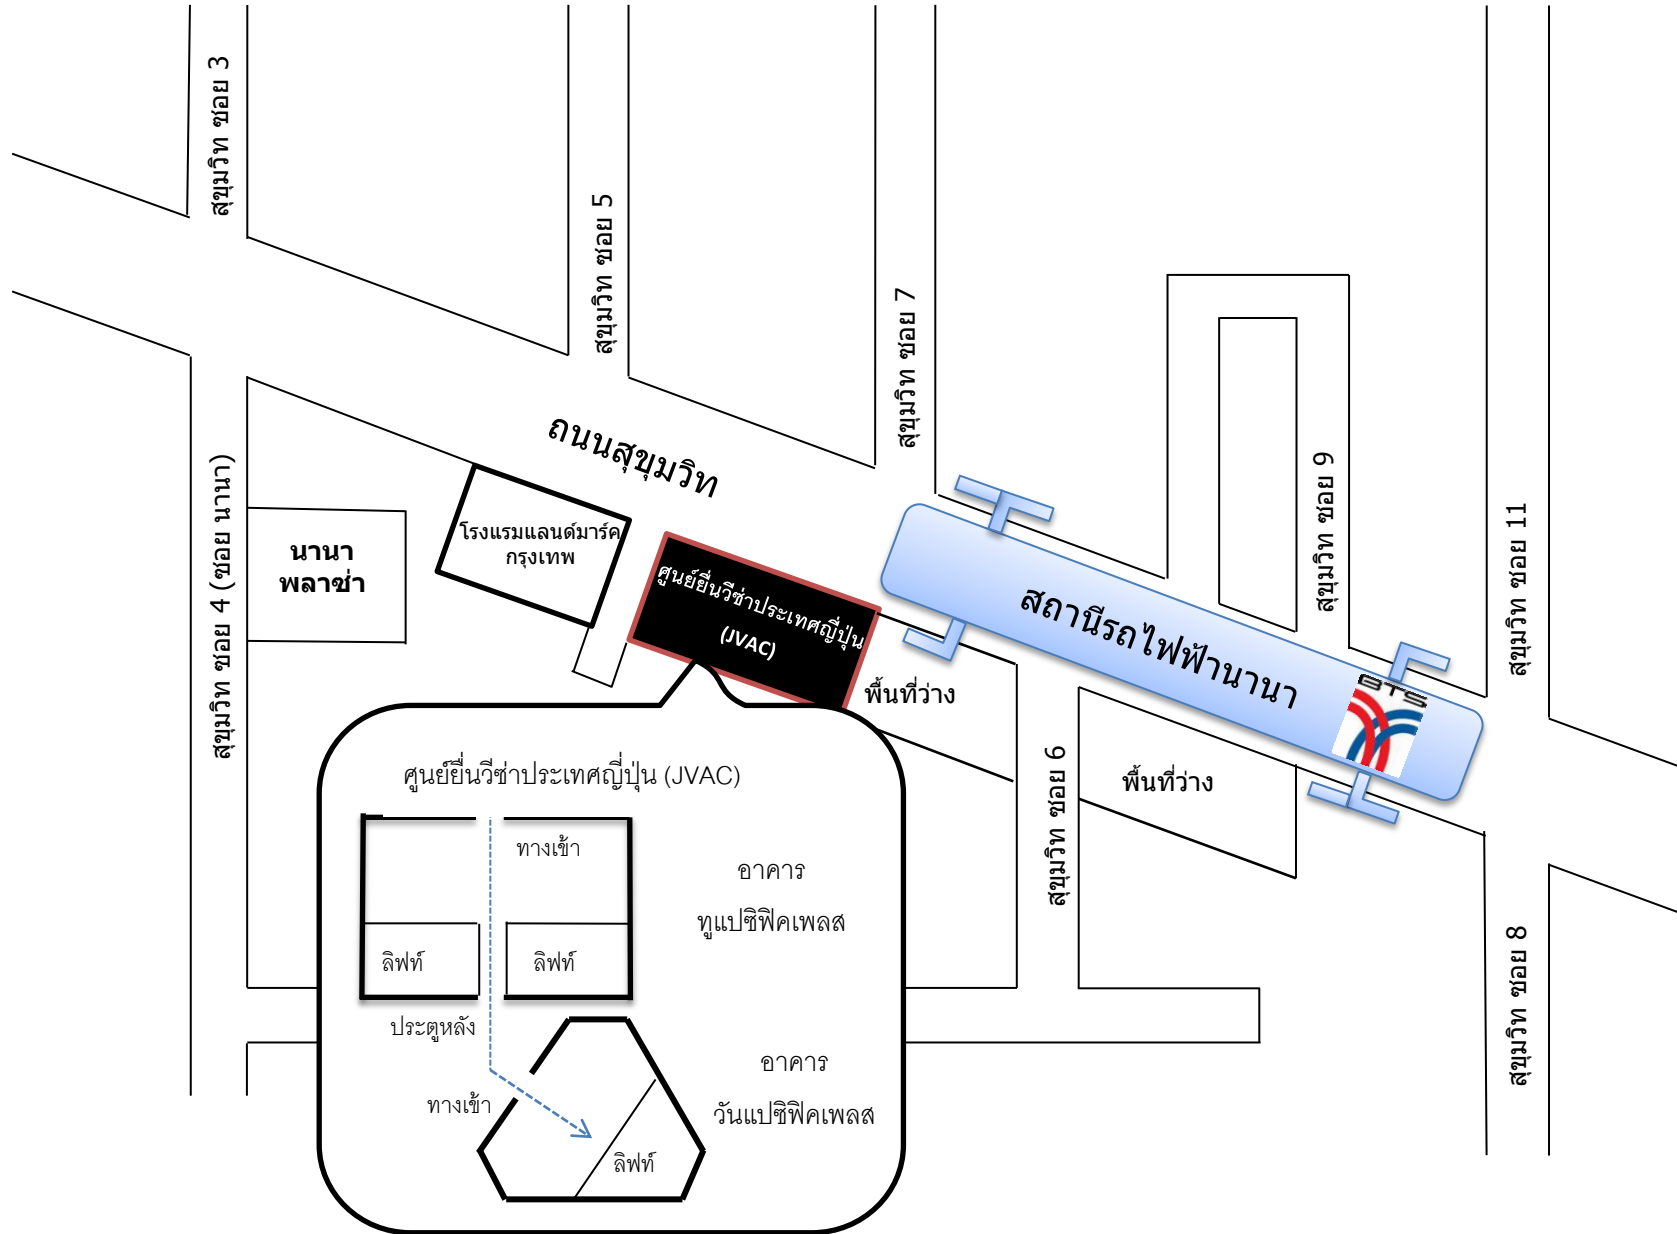 สุขุมวิท ซอย 3
สุขุมวิท ซอย 5
สุขุมวิท ซอย 7
สุขุมวิท ซอย 9
สุขุมวิท ซอย 11
ถนนสุขุมวิท
สุขุมวิท ซอย 4 (ซอย นานา)
นานา
พลาซ่า
โรงแรมแลนด์มาร์ค
กรุงเทพ
ศูนย์ยื่นวีซ่าประเทศญี่ปุ่น
(JVAC)
สถานีรถไฟฟ้านานา
BTS
พื้นที่ว่าง
สุขุมวิท ซอย 6
พื้นที่ว่าง
สุขุมวิท ซอย 8
ศูนย์ยื่นวีซ่าประเทศญี่ปุ่น (JVAC)
ทางเข้า
อาคาร
ทูแปซิฟิคเพลส
ลิฟท์
ลิฟท์
ประตูหลัง
อาคาร
วันแปซิฟิคเพลส
ทางเข้า
ลิฟท์